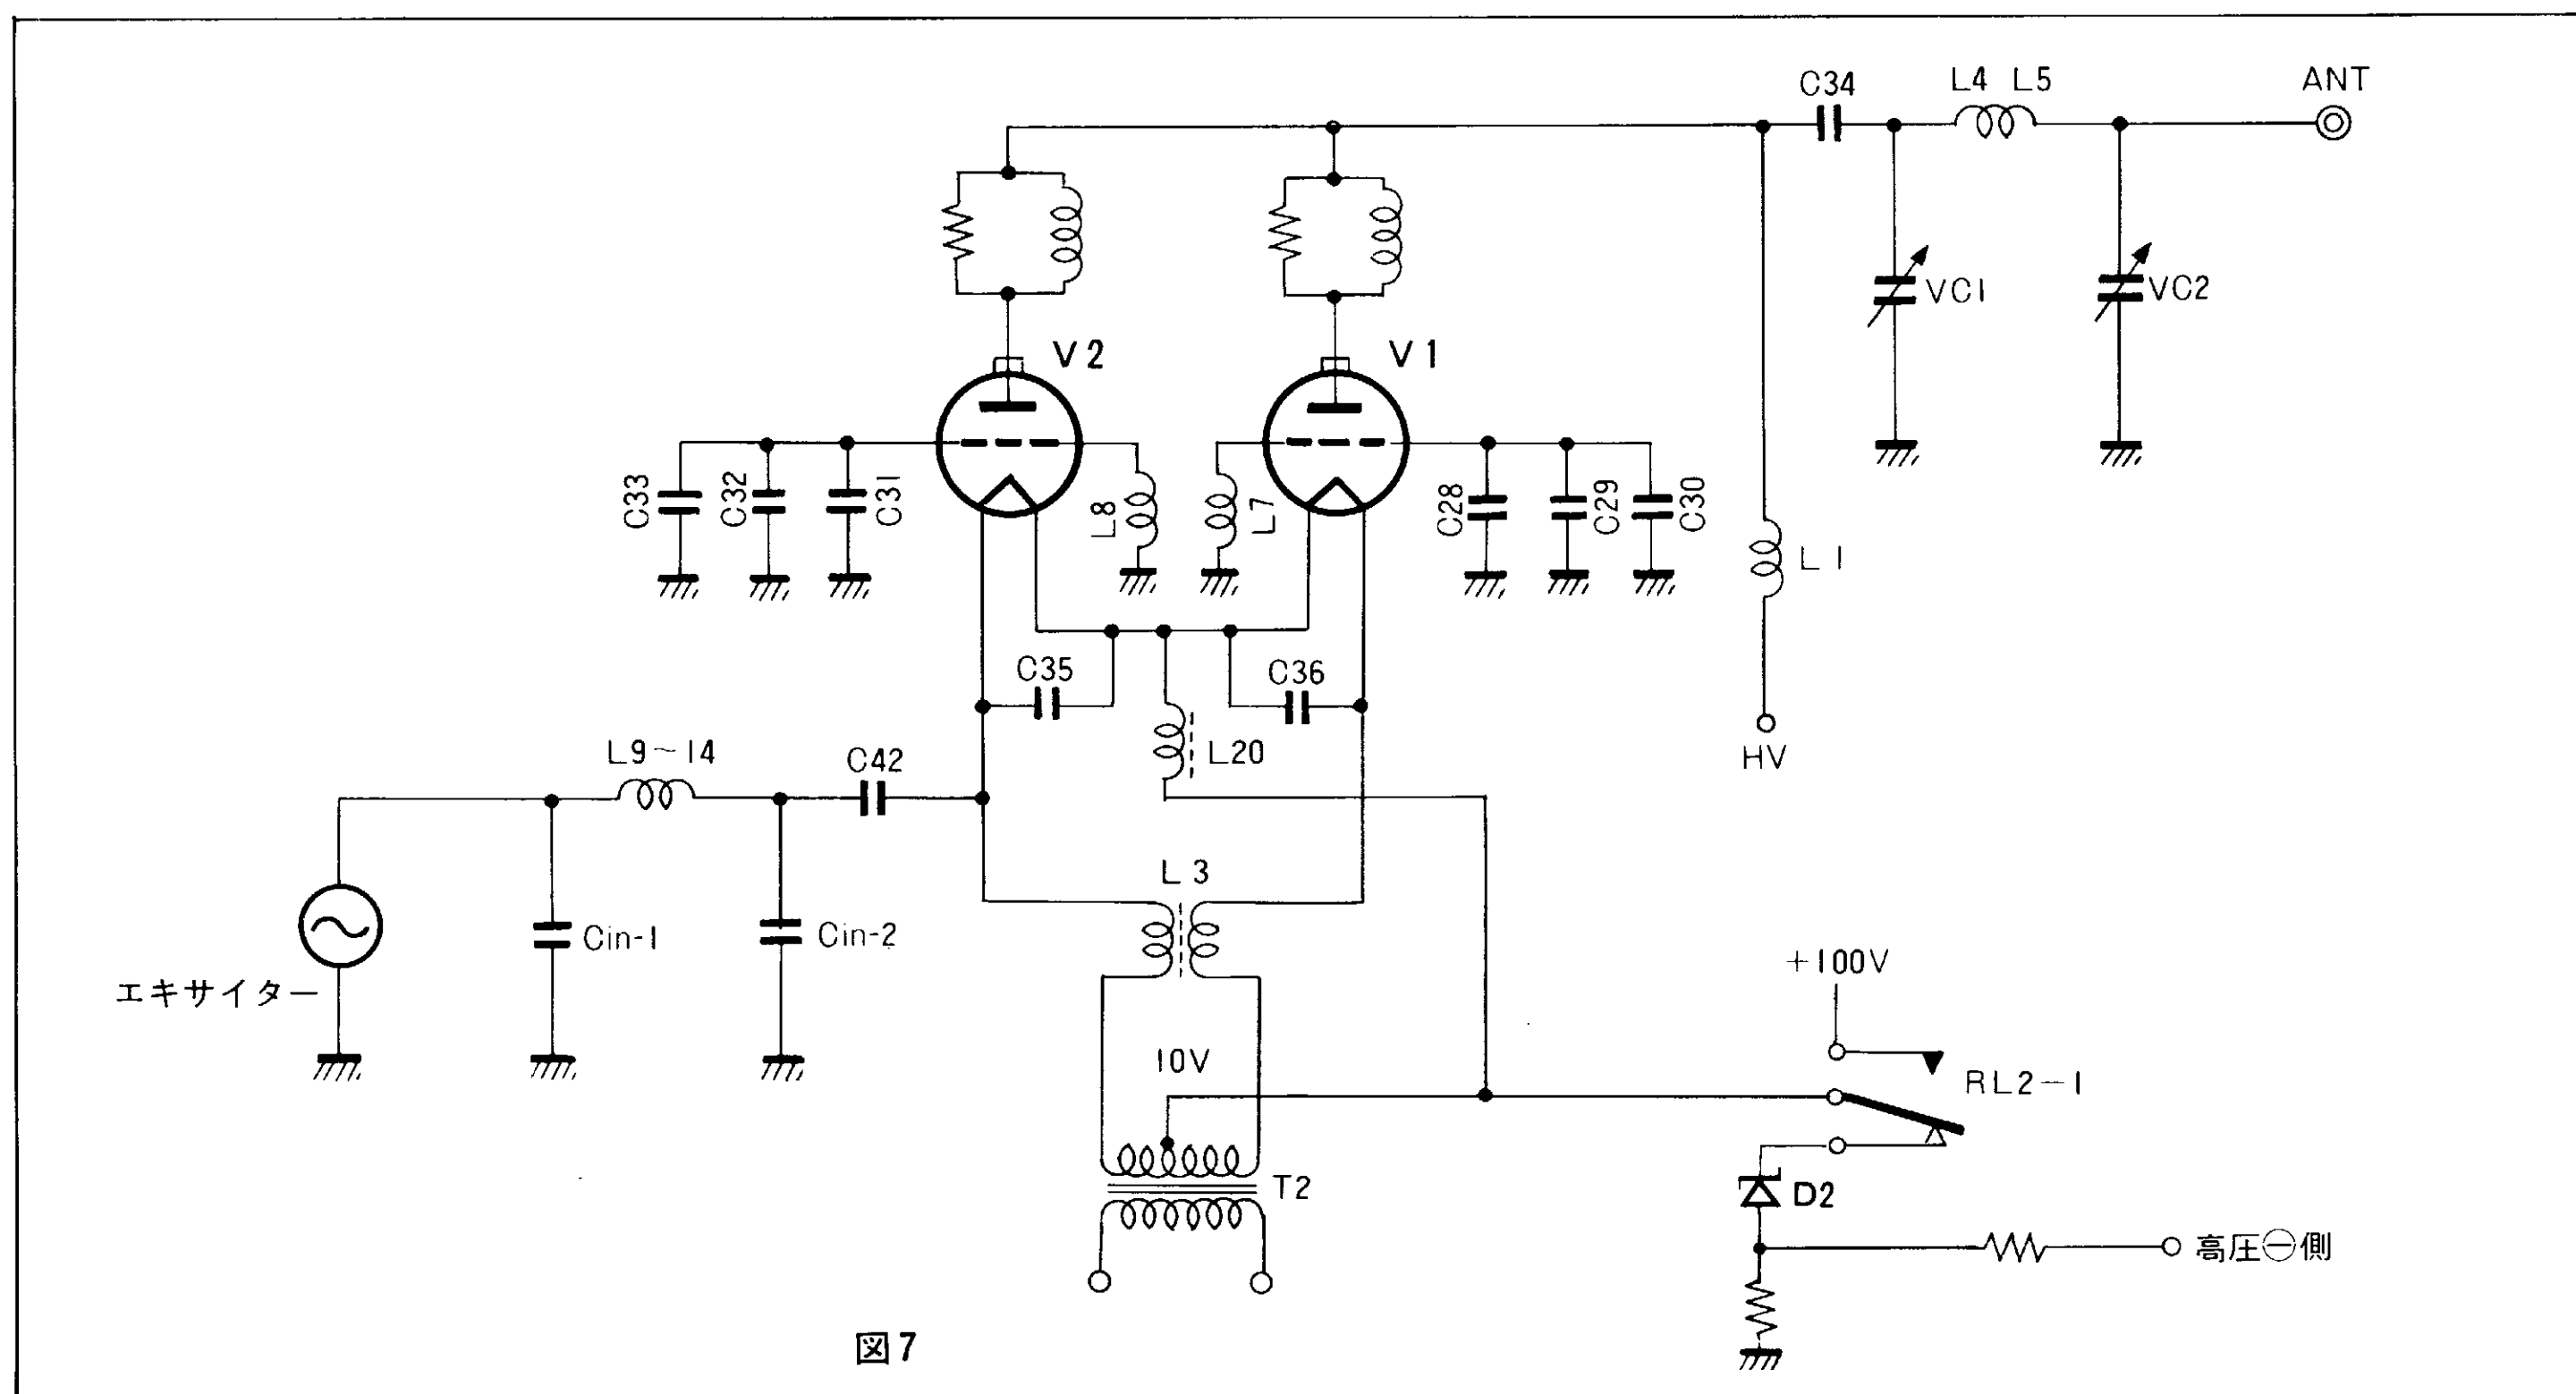 C34
L4 L5
ANT
VC1
VC2
V2
V1
C33
C32
C31
L8
L7
C28
C29
C30
L1
C35
C36
L9～14
C42
L20
HV
L3
エキサイター
Cin-1
Cin-2
+100V
10V
RL2-1
T2
D2
高圧⊖側
図7